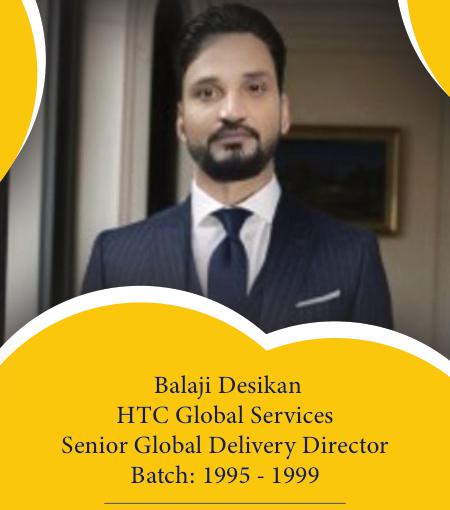 Balaji Desikan
HTC Global Services
Senior Global Delivery Director
Batch: 1995 - 1999